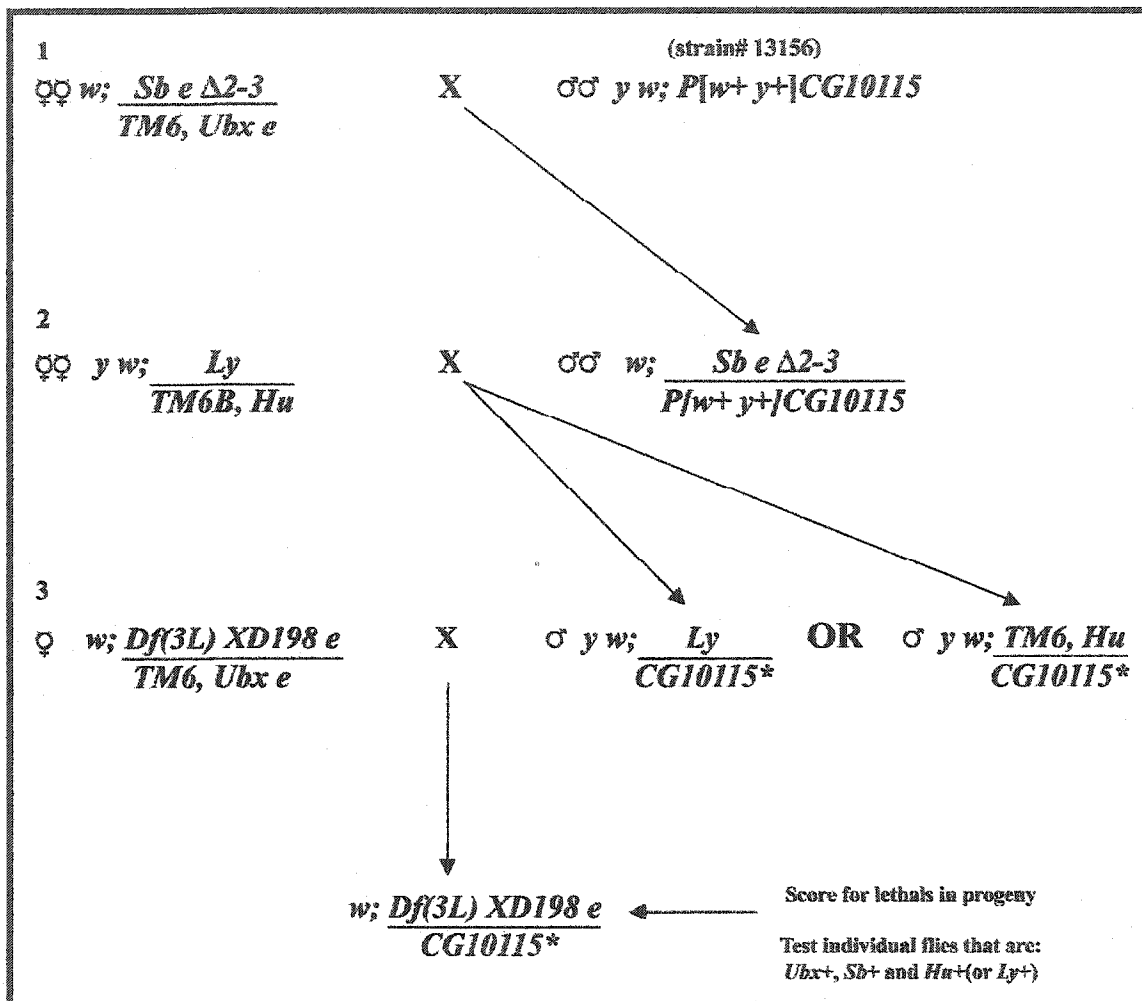 1
(strain# 13156)
☿☿ w; Sb e Δ2-3 X ♂♂ y w; P[w+ y+]CG10115
TM6, Ubx e
2
☿☿ y w; Ly X ♂♂ w; Sb e Δ2-3
TM6B, Hu P[w+ y+]CG10115
3
♀ w; Df(3L) XD198 e X ♂ y w; Ly OR ♂ y w; TM6, Hu
TM6, Ubx e CG10115* CG10115*
w; Df(3L) XD198 e
CG10115*
Score for lethals in progeny
Test individual flies that are:
Ubx+, Sb+ and Hu+(or Ly+)